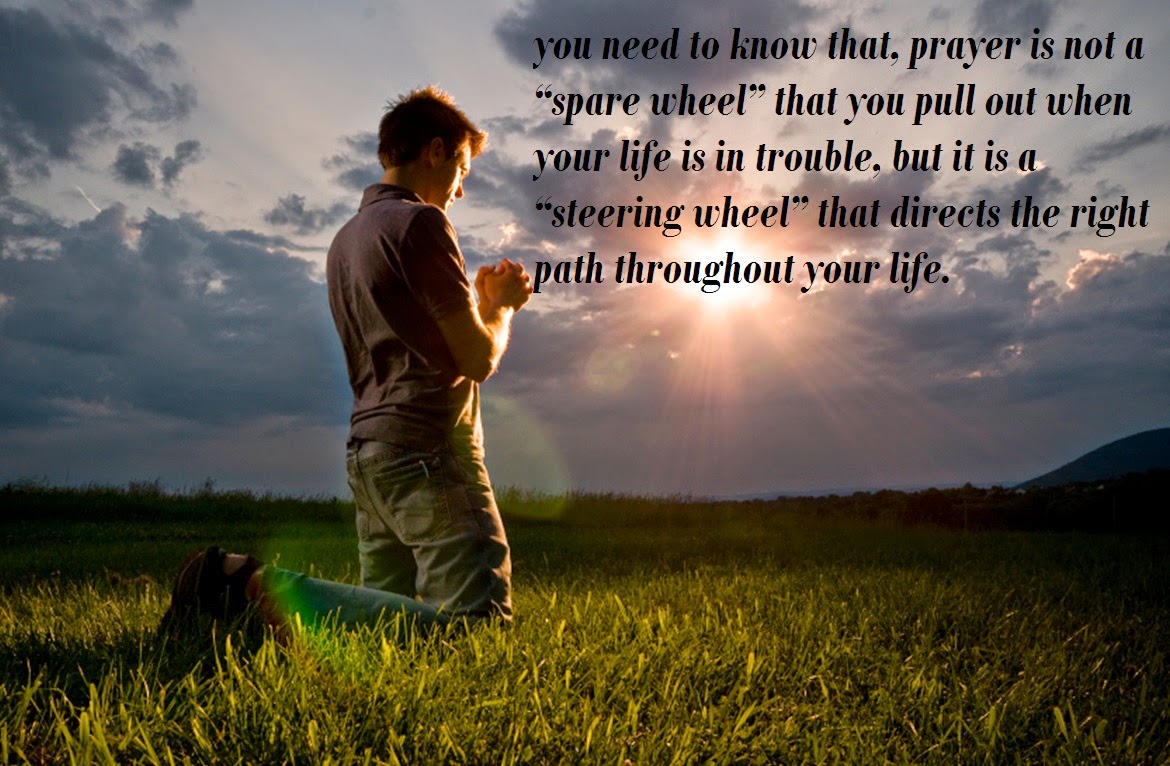 you need to know that, prayer is not a
“spare wheel” that you pull out when
your life is in trouble, but it is a
“steering wheel” that directs the right
path throughout your life.